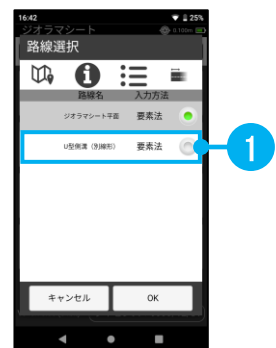 16:42 25%
ジオラマシート 0.100m
路線選択
路線名 入力方法
ジオラマシート平面 要素法
U型側溝（別線形） 要素法
1
キャンセル OK